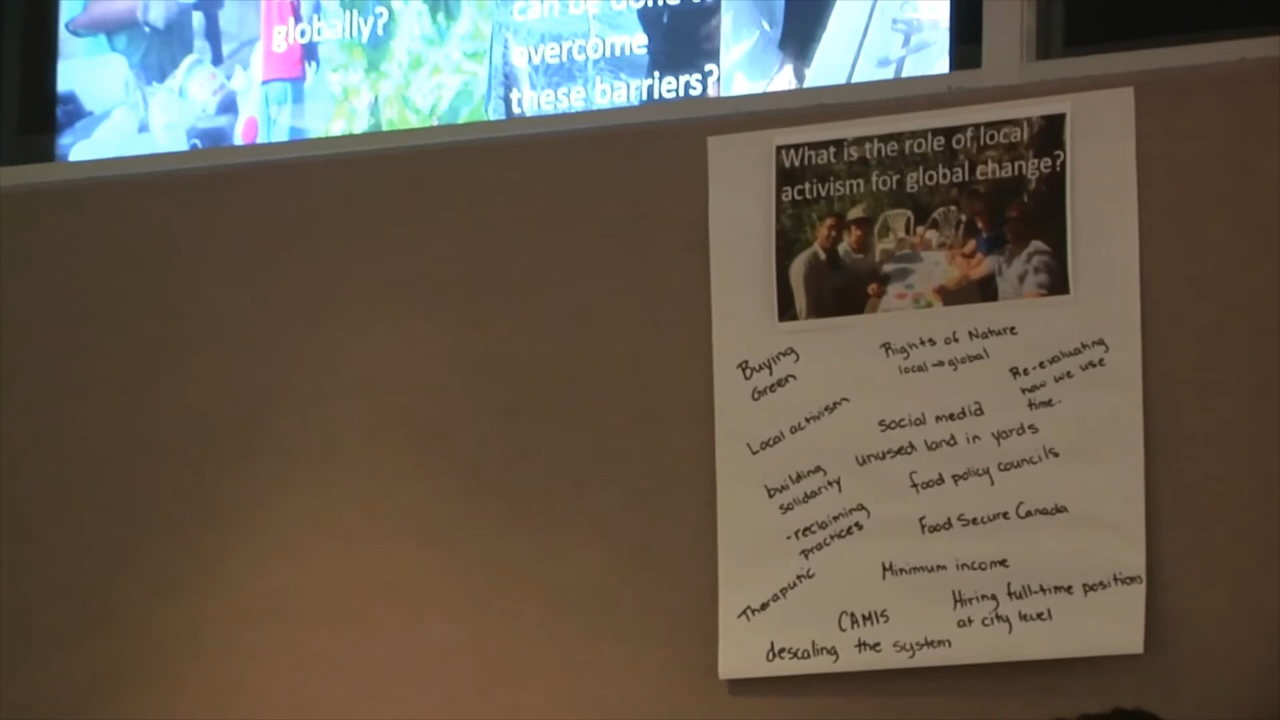 globally?
can be done
overcome
these barriers?
What is the role of local
activism for global change?
Buying
Green
Rights of Nature
local→global
Re-evaluating
how we use
time.
Local activism
Social media
unused land in yards
building
solidarity
food policy councils
-reclaiming
practices
Food Secure Canada
Theraputic
Minimum income
CAMIS
Hiring full-time positions
at city level
descaling the system